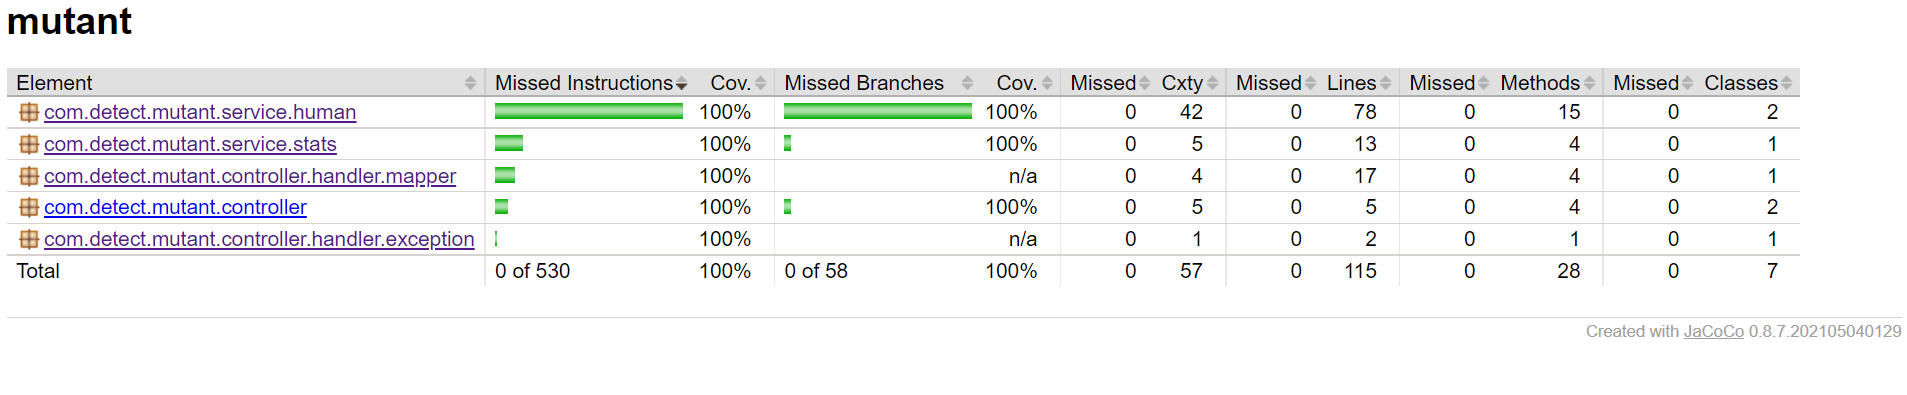 mutant
Element Missed Instructions Cov. Missed Branches Cov. Missed Cxty Missed Lines Missed Methods Missed Classes
com.detect.mutant.service.human 100% 100% 0 42 0 78 0 15 0 2
com.detect.mutant.service.stats 100% 100% 0 5 0 13 0 4 0 1
com.detect.mutant.controller.handler.mapper 100% n/a 0 4 0 17 0 4 0 1
com.detect.mutant.controller 100% 100% 0 5 0 5 0 4 0 2
com.detect.mutant.controller.handler.exception 100% n/a 0 1 0 2 0 1 0 1
Total 0 of 530 100% 0 of 58 100% 0 57 0 115 0 28 0 7
Created with JaCoCo 0.8.7.202105040129